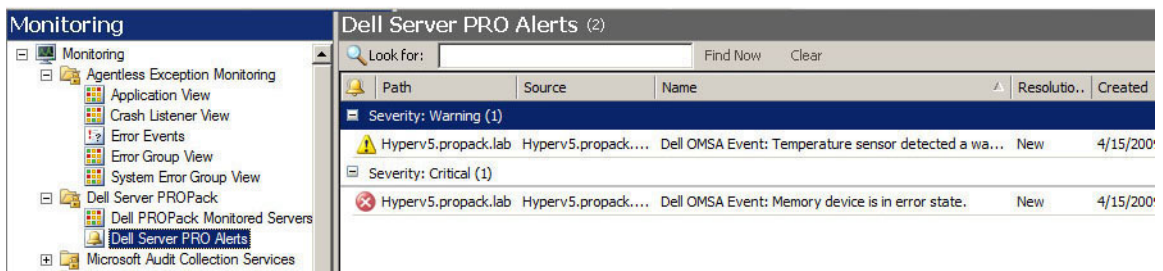 Monitoring
Monitoring
Agentless Exception Monitoring
Application View
Crash Listener View
Error Events
Error Group View
System Error Group View
Dell Server PROPack
Dell PROPack Monitored Servers
Dell Server PRO Alerts
Microsoft Audit Collection Services
Dell Server PRO Alerts (2)
Look for: Find Now Clear
Path Source Name Resolutio.. Created
Severity: Warning (1)
Hyperv5.propack.lab Hyperv5.propack.... Dell OMSA Event: Temperature sensor detected a wa... New 4/15/2009
Severity: Critical (1)
Hyperv5.propack.lab Hyperv5.propack.... Dell OMSA Event: Memory device is in error state. New 4/15/2009